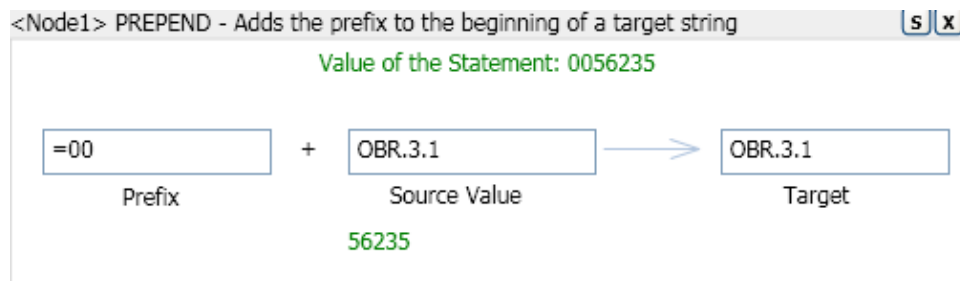 <Node1> PREPEND - Adds the prefix to the beginning of a target string S X
Value of the Statement: 0056235
=00 + OBR.3.1 OBR.3.1
Prefix Source Value Target
56235